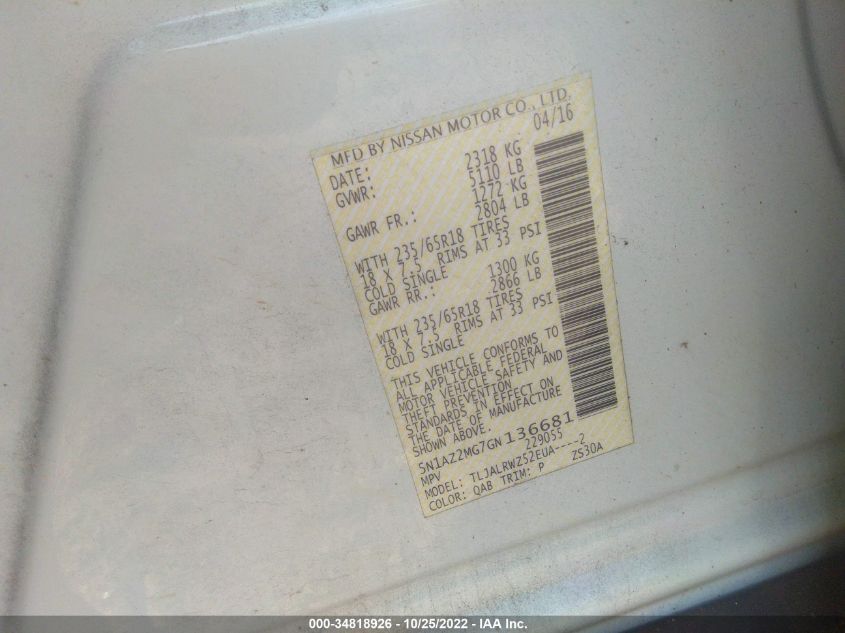 MFD BY NISSAN MOTOR CO., LTD.
DATE: 04/16
GVWR: 2318 KG
5110 LB
GAWR FR.: 1272 KG
2804 LB
WITH 235/65R18 TIRES
18 X 7.5 RIMS AT 33 PSI
COLD SINGLE
GAWR RR.: 1300 KG
2866 LB
WITH 235/65R18 TIRES
18 X 7.5 RIMS AT 33 PSI
COLD SINGLE
THIS VEHICLE CONFORMS TO
ALL APPLICABLE FEDERAL
MOTOR VEHICLE SAFETY AND
THEFT PREVENTION
STANDARDS IN EFFECT ON
THE DATE OF MANUFACTURE
SHOWN ABOVE.
5N1AZ2MG7GN136681
MPV 229055
MODEL: TLJALRWZ52EUA----2
COLOR: QAB TRIM: P ZS30A
000-34818926 - 10/25/2022 - IAA Inc.